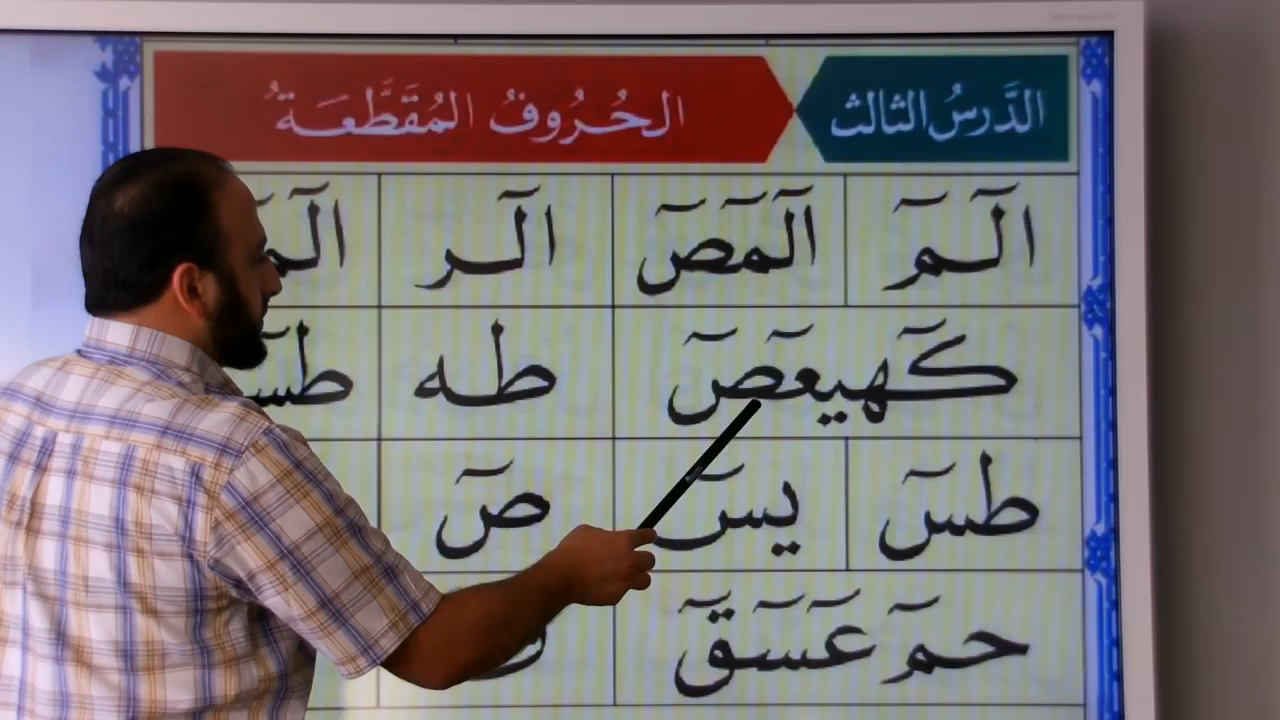 الدَّرسُ الثالث
الحُرُوفُ المُقَطَّعَةُ
الٓمٓ الٓمٓصٓ الٓر
كٓهيعٓصٓ طه
طسٓ يسٓ صٓ
حمٓ عٓسٓقٓ